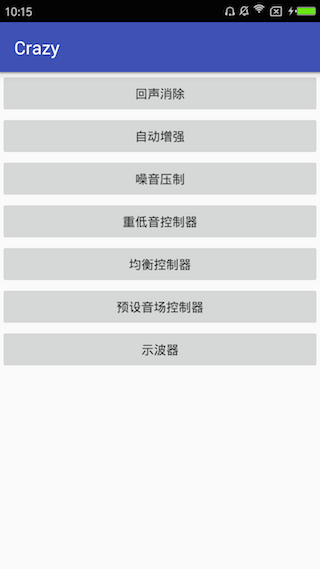 10:15
Crazy
回声消除
自动增强
噪音压制
重低音控制器
均衡控制器
预设音场控制器
示波器